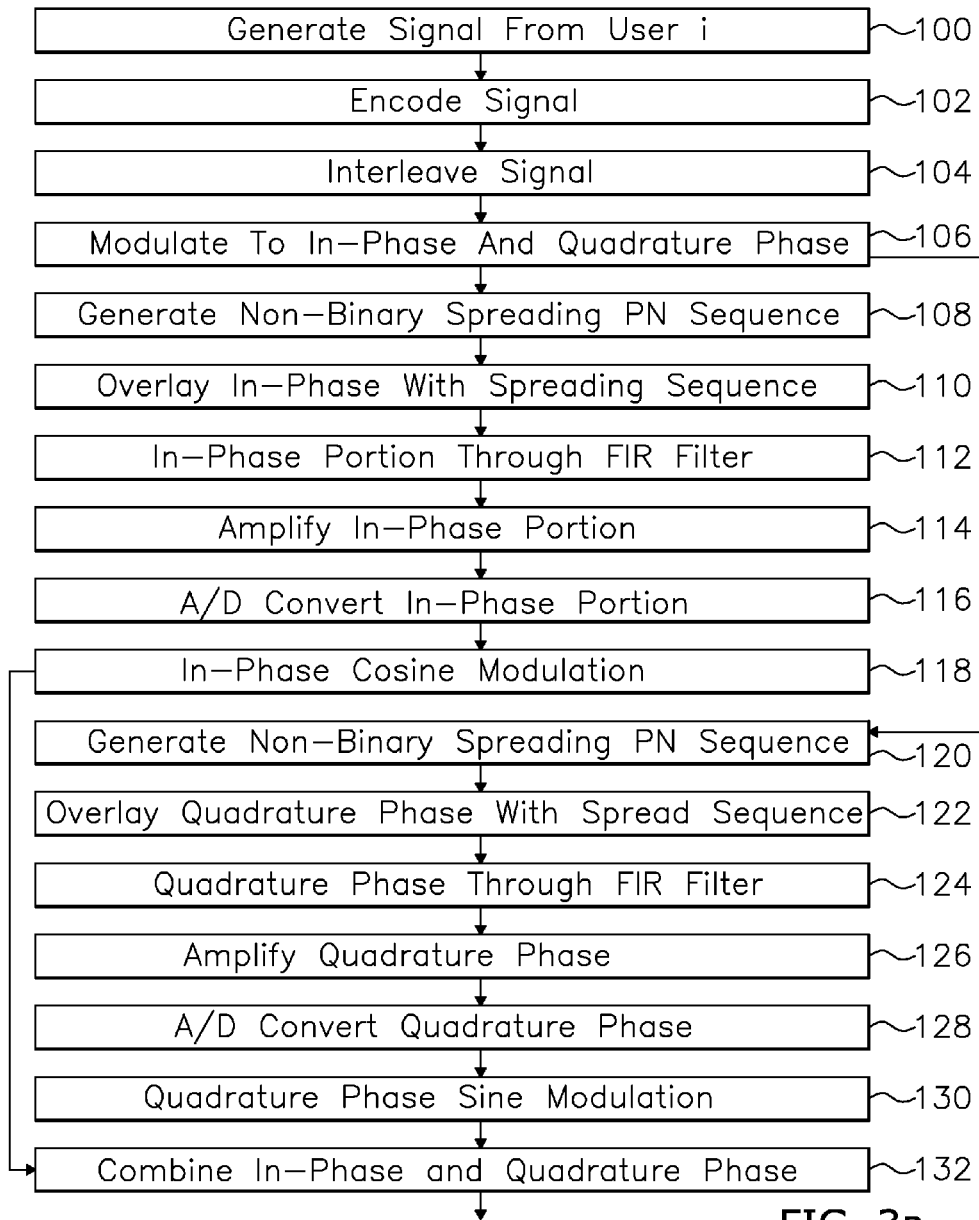 Generate Signal From User i 100
Encode Signal 102
Interleave Signal 104
Modulate To In-Phase And Quadrature Phase 106
Generate Non-Binary Spreading PN Sequence 108
Overlay In-Phase With Spreading Sequence 110
In-Phase Portion Through FIR Filter 112
Amplify In-Phase Portion 114
A/D Convert In-Phase Portion 116
In-Phase Cosine Modulation 118
Generate Non-Binary Spreading PN Sequence 120
Overlay Quadrature Phase With Spread Sequence 122
Quadrature Phase Through FIR Filter 124
Amplify Quadrature Phase 126
A/D Convert Quadrature Phase 128
Quadrature Phase Sine Modulation 130
Combine In-Phase and Quadrature Phase 132